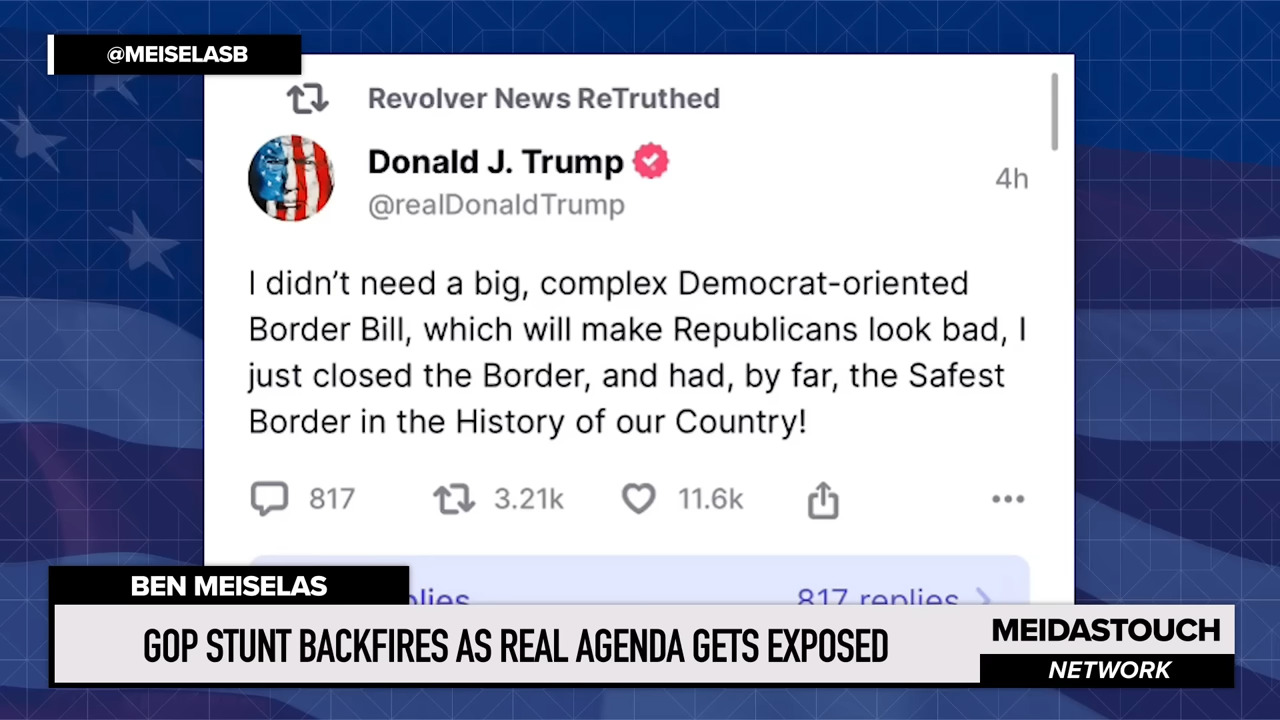 @MEISELASB
Revolver News ReTruthed
Donald J. Trump
@realDonaldTrump
4h
I didn’t need a big, complex Democrat-oriented
Border Bill, which will make Republicans look bad, I
just closed the Border, and had, by far, the Safest
Border in the History of our Country!
817 3.21k 11.6k
817 replies
BEN MEISELAS
GOP STUNT BACKFIRES AS REAL AGENDA GETS EXPOSED
MEIDASTOUCH
NETWORK